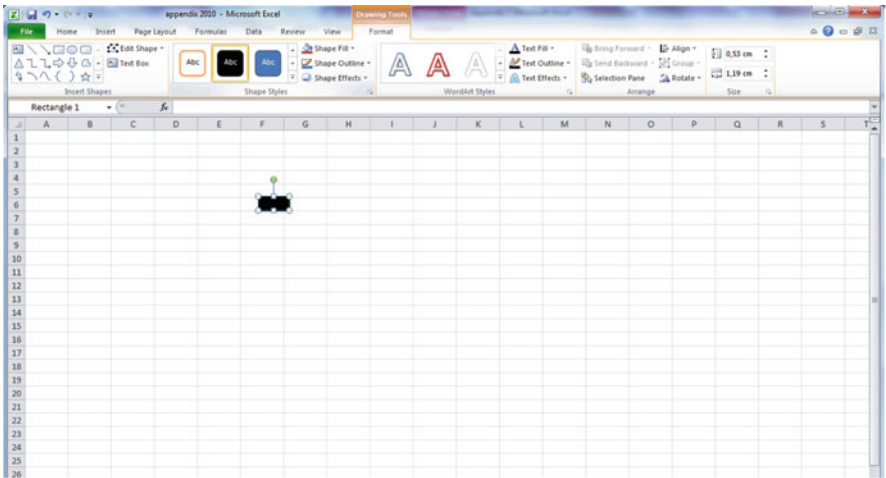 appendix 2010 - Microsoft Excel
Drawing Tools
File Home Insert Page Layout Formulas Data Review View Format
Edit Shape
Text Box
Insert Shapes
Abc Abc Abc
Shape Fill
Shape Outline
Shape Effects
Shape Styles
A A A
Text Fill
Text Outline
Text Effects
WordArt Styles
Bring Forward
Send Backward
Selection Pane
Align
Group
Rotate
Arrange
0,53 cm
1,19 cm
Size
Rectangle 1
fx
A B C D E F G H I J K L M N O P Q R S T
1
2
3
4
5
6
7
8
9
10
11
12
13
14
15
16
17
18
19
20
21
22
23
24
25
26